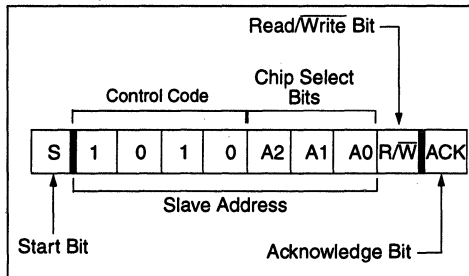 Read/Write Bit
Chip Select
Bits
Control Code
S 1 0 1 0 A2 A1 A0 R/W ACK
Slave Address
Start Bit
Acknowledge Bit